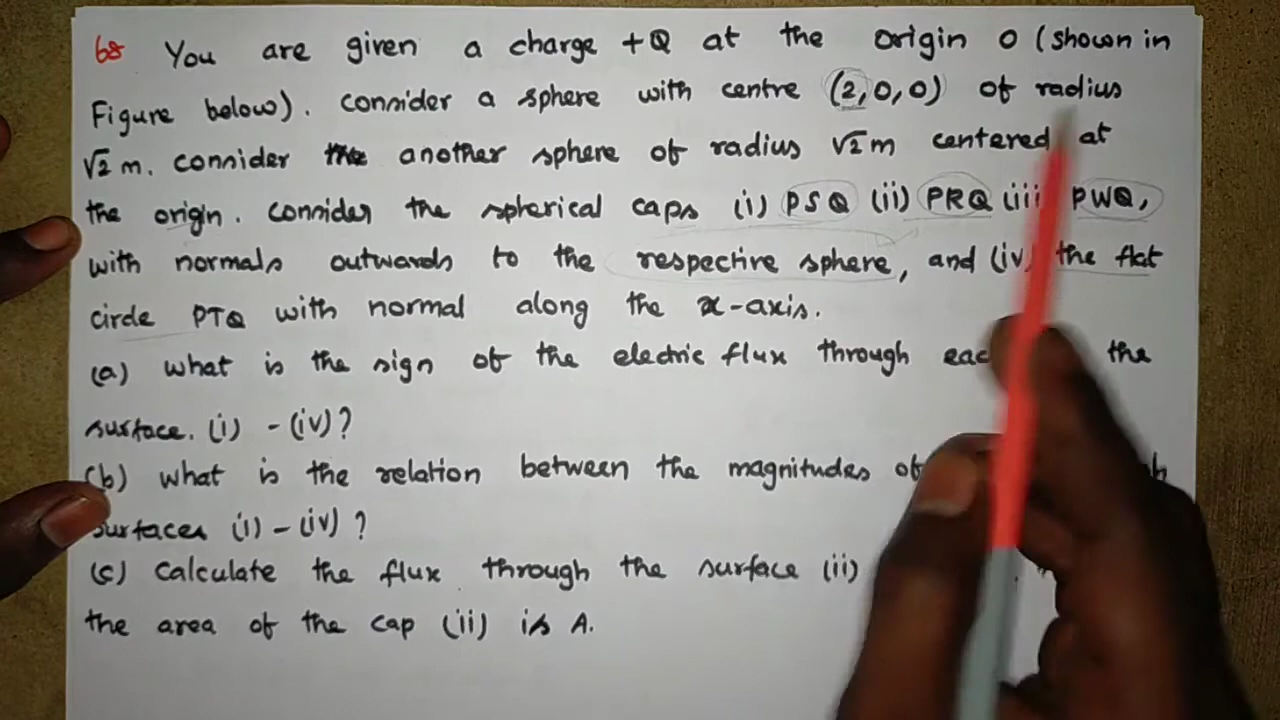 68 You are given a charge +Q at the origin O (shown in
Figure below). consider a sphere with centre (2,0,0) of radius
√2 m. consider another sphere of radius √2 m centered at
the origin. consider the spherical caps (i) PSQ (ii) PRQ (iii PWQ,
with normals outwards to the respective sphere, and (iv) the flat
circle PTQ with normal along the x-axis.
(a) what is the sign of the electric flux through the
surface. (i) - (iv)?
(b) what is the relation between the magnitudes of
surfaces (i) - (iv)?
(c) calculate the flux through the surface (ii)
the area of the cap (ii) is A.